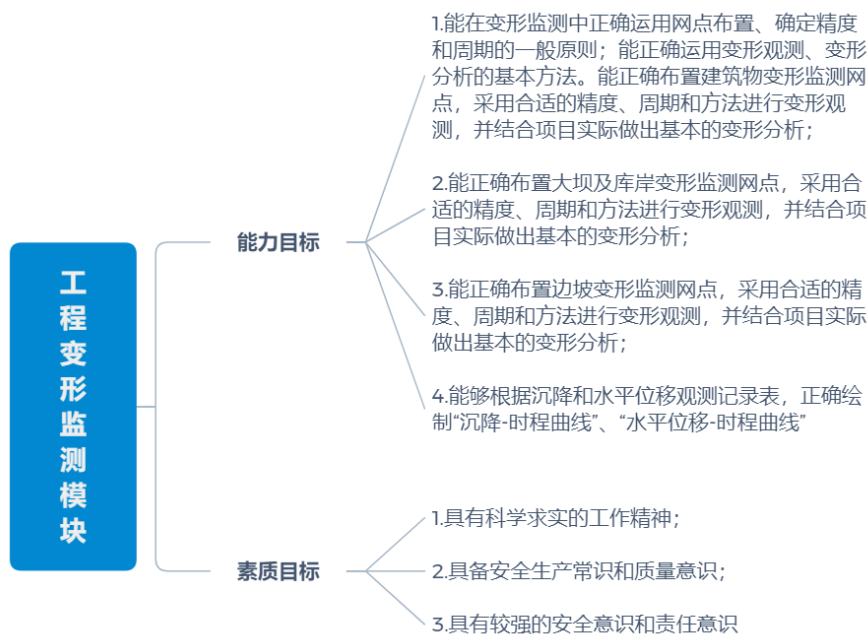 工程变形监测模块
能力目标
1.能在变形监测中正确运用网点布置、确定精度
和周期的一般原则；能正确运用变形观测、变形
分析的基本方法。能正确布置建筑物变形监测网
点，采用合适的精度、周期和方法进行变形观
测，并结合项目实际做出基本的变形分析；
2.能正确布置大坝及库岸变形监测网点，采用合
适的精度、周期和方法进行变形观测，并结合项
目实际做出基本的变形分析；
3.能正确布置边坡变形监测网点，采用合适的精
度、周期和方法进行变形观测，并结合项目实际
做出基本的变形分析；
4.能够根据沉降和水平位移观测记录表，正确绘
制“沉降-时程曲线”、“水平位移-时程曲线”
素质目标
1.具有科学求实的工作精神；
2.具备安全生产常识和质量意识；
3.具有较强的安全意识和责任意识